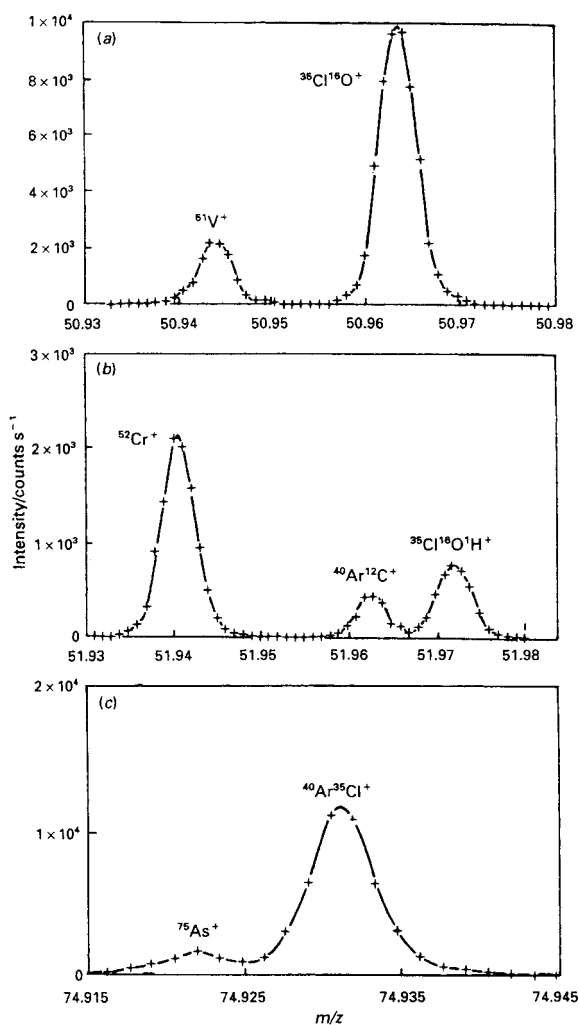 (a)
1 × 10⁴
³⁵Cl¹⁶O⁺
8 × 10³
6 × 10³
4 × 10³
⁵¹V⁺
2 × 10³
0
50.93 50.94 50.95 50.96 50.97 50.98
3 × 10³
(b)
⁵²Cr⁺
2 × 10³
Intensity/counts s⁻¹
1 × 10³
⁴⁰Ar¹²C⁺ ³⁵Cl¹⁶O¹H⁺
0
51.93 51.94 51.95 51.96 51.97 51.98
2 × 10⁴
(c)
⁴⁰Ar³⁵Cl⁺
1 × 10⁴
⁷⁵As⁺
0
74.915 74.925 74.935 74.945
m/z